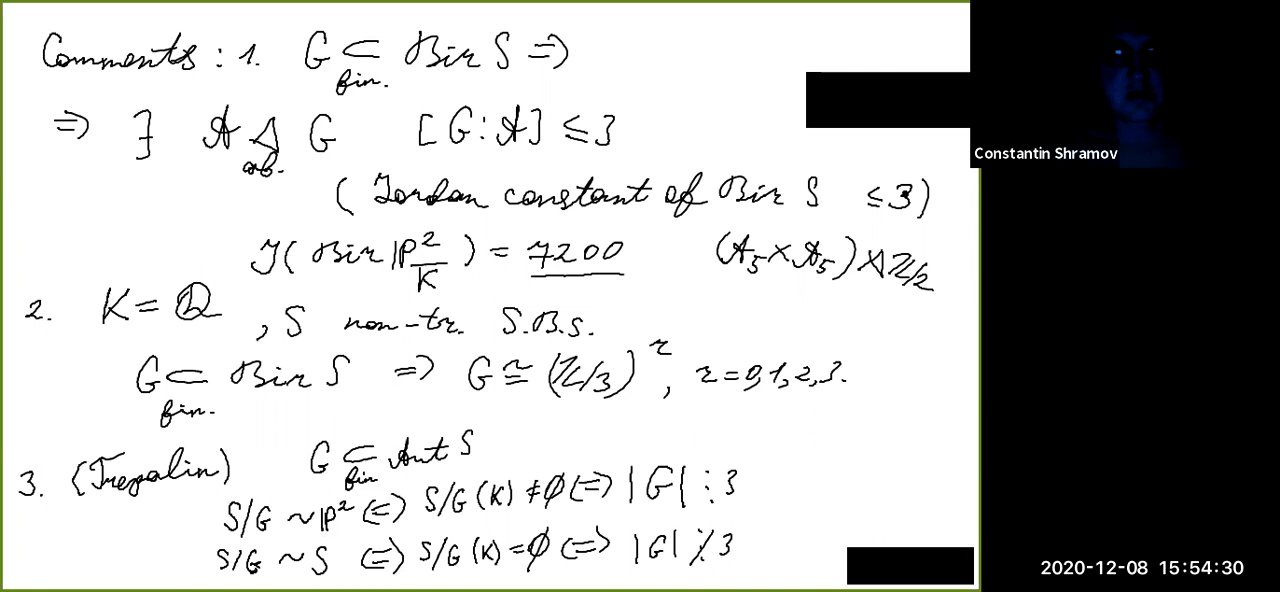 Comments: 1. G ⊂ Bir S ⇒
fin.
⇒ ∃ A ⊲ G [G:A] ≤ 3
ab.
(Jordan constant of Bir S ≤ 3)
J(Bir ℙ²_K̄) = 7200 (A₅×A₅)⋊ℤ/2
2. K = ℚ, S non-tr. S.B.s.
G ⊂ Bir S ⇒ G ≅ (ℤ/3)^r, r=0,1,2,3.
fin.
3. (Trepalin) G ⊂ Aut S
fin
S/G ~ ℙ² ⇔ S/G(K) ≠ ∅ ⇔ |G| ⋮ 3
S/G ~ S ⇔ S/G(K) = ∅ ⇔ |G| ⋮̸ 3
Constantin Shramov
2020-12-08 15:54:30